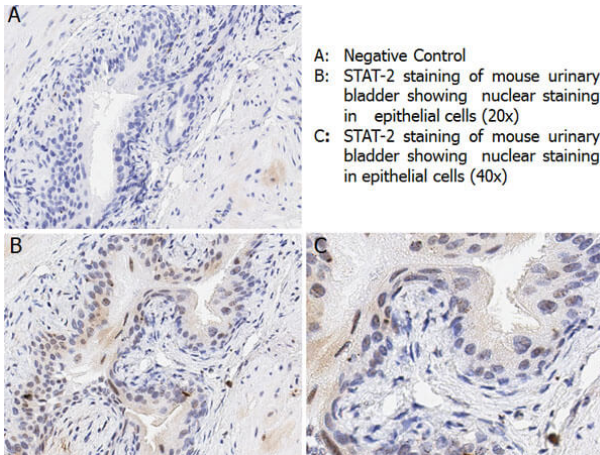 A
A: Negative Control
B: STAT-2 staining of mouse urinary
bladder showing nuclear staining
in epithelial cells (20x)
C: STAT-2 staining of mouse urinary
bladder showing nuclear staining
in epithelial cells (40x)
B
C